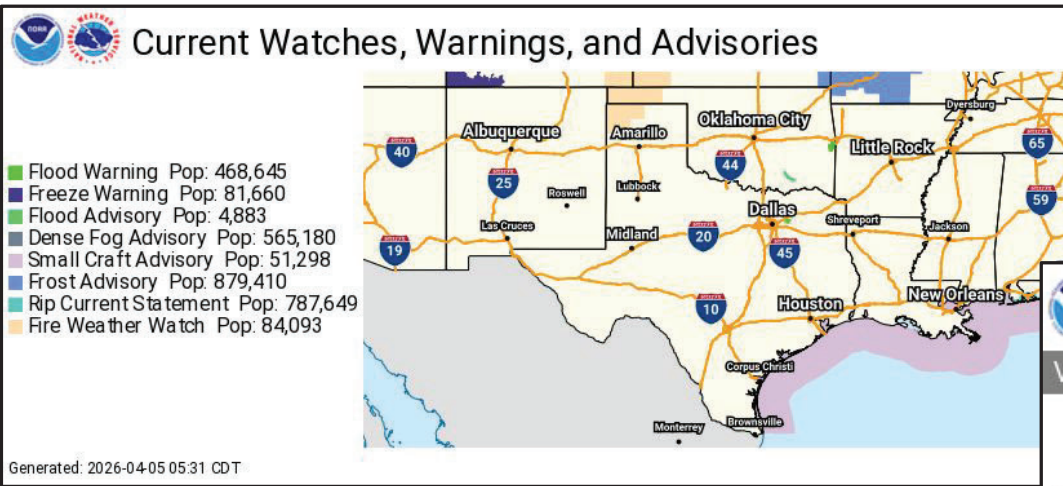 NOAA
Current Watches, Warnings, and Advisories
Flood Warning Pop: 468,645
Freeze Warning Pop: 81,660
Flood Advisory Pop: 4,883
Dense Fog Advisory Pop: 565,180
Small Craft Advisory Pop: 51,298
Frost Advisory Pop: 879,410
Rip Current Statement Pop: 787,649
Fire Weather Watch Pop: 84,093
Dyersburg
Albuquerque
Amarillo
Oklahoma City
40
44
Little Rock
65
25
Roswell
Lubbock
59
Las Cruces
Midland
Dallas
Shreveport
Jackson
19
20
45
10
Houston
New Orleans
Corpus Christi
Monterrey
Brownsville
Generated: 2026-04-05 05:31 CDT